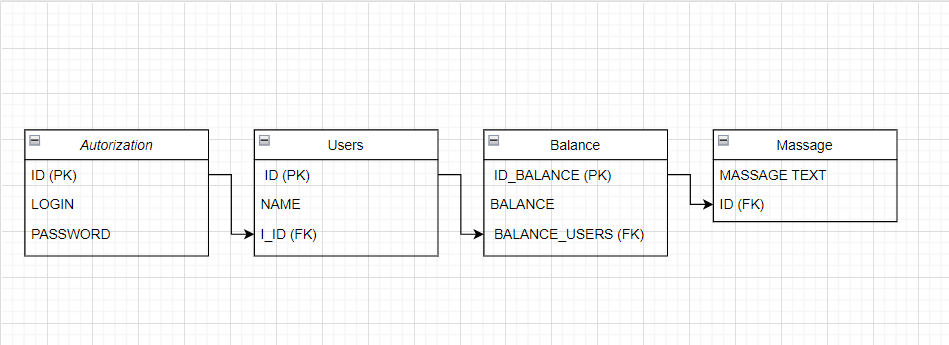 Autorization
ID (PK)
LOGIN
PASSWORD
Users
ID (PK)
NAME
I_ID (FK)
Balance
ID_BALANCE (PK)
BALANCE
BALANCE_USERS (FK)
Massage
MASSAGE TEXT
ID (FK)